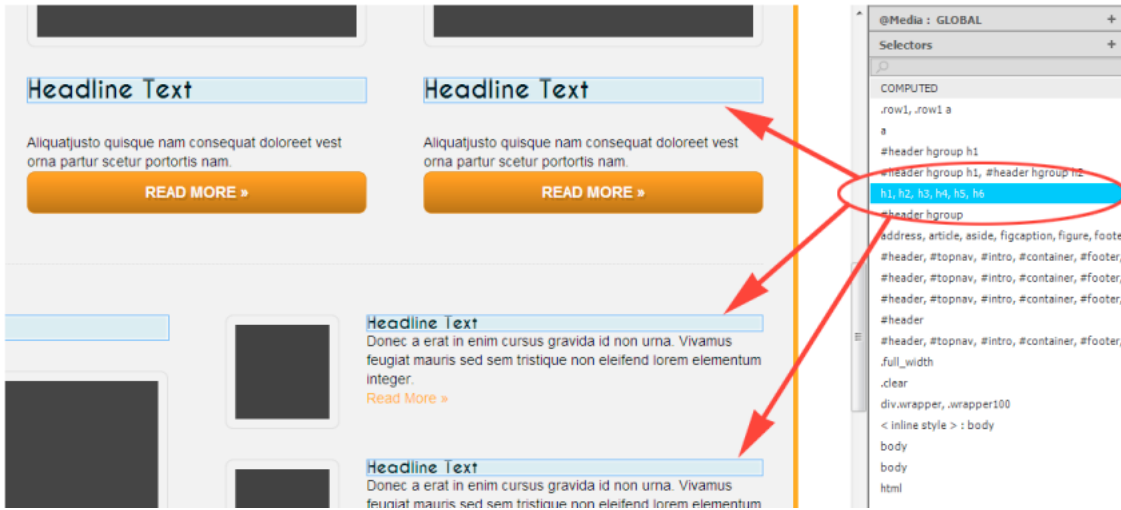 Headline Text
Aliquatjusto quisque nam consequat doloreet vest
orna partur scetur portortis nam.
READ MORE »
Headline Text
Aliquatjusto quisque nam consequat doloreet vest
orna partur scetur portortis nam.
READ MORE »
Headline Text
Donec a erat in enim cursus gravida id non urna. Vivamus
feugiat mauris sed sem tristique non eleifend lorem elementum
integer.
Read More »
Headline Text
Donec a erat in enim cursus gravida id non urna. Vivamus
feugiat mauris sed sem tristique non eleifend lorem elementum
@Media : GLOBAL +
Selectors +
COMPUTED
.row1, .row1 a
a
#header hgroup h1
#header hgroup h1, #header hgroup h2
h1, h2, h3, h4, h5, h6
#header hgroup
address, article, aside, figcaption, figure, foote
#header, #topnav, #intro, #container, #footer,
#header, #topnav, #intro, #container, #footer,
#header, #topnav, #intro, #container, #footer,
#header
#header, #topnav, #intro, #container, #footer,
.full_width
.clear
div.wrapper, .wrapper100
< inline style > : body
body
body
html